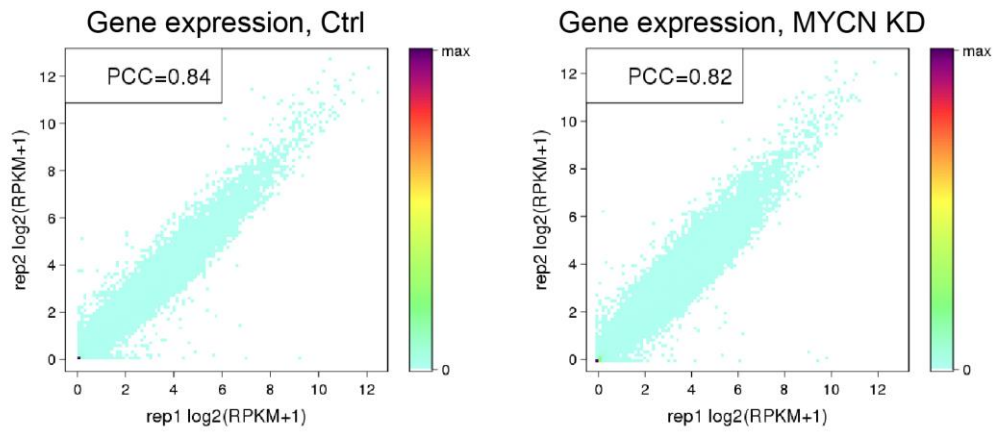 Gene expression, Ctrl
PCC=0.84
max
12
10
8
6
4
2
0
0
rep2 log2(RPKM+1)
0 2 4 6 8 10 12
rep1 log2(RPKM+1)
Gene expression, MYCN KD
PCC=0.82
max
12
10
8
6
4
2
0
0
rep2 log2(RPKM+1)
0 2 4 6 8 10 12
rep1 log2(RPKM+1)